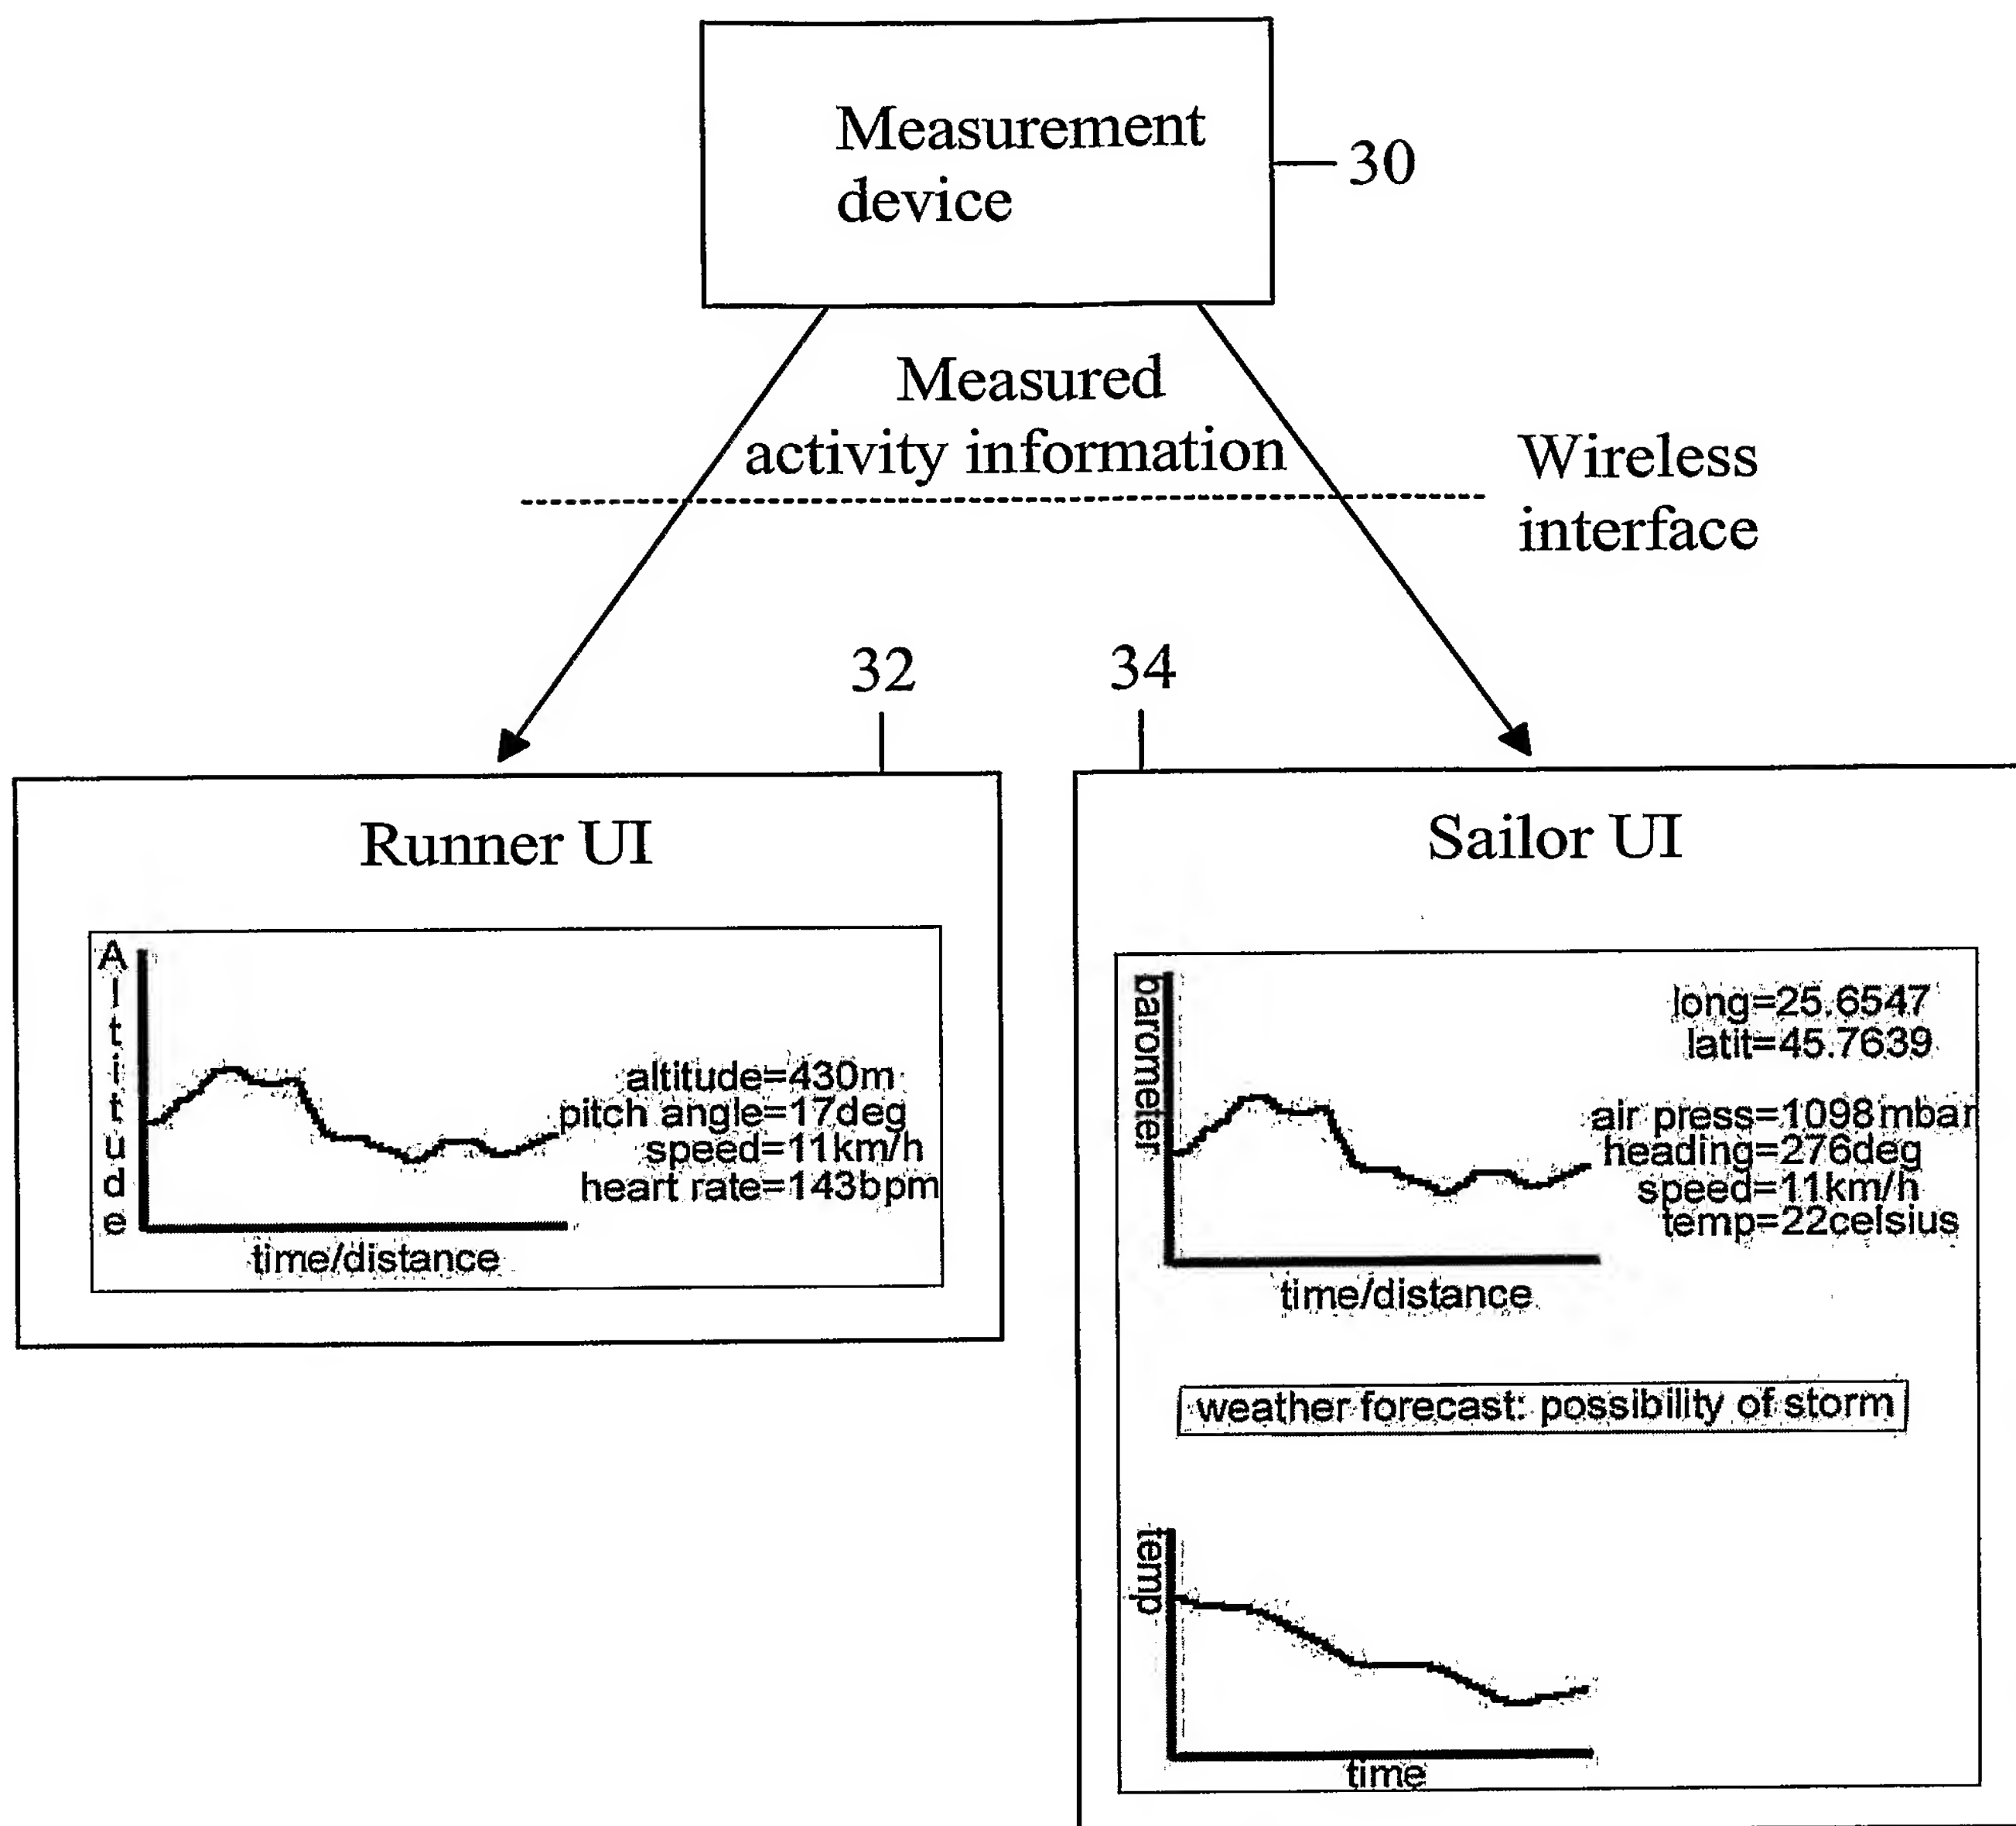 Measurement
device
30
Measured
activity information
Wireless
interface
32
34
Runner UI
Altitude
altitude=430m
pitch angle=17deg
speed=11km/h
heart rate=143bpm
time/distance
Sailor UI
barometer
long=25.6547
latit=45.7639
air press=1098mbar
heading=276deg
speed=11km/h
temp=22celsius
time/distance
weather forecast: possibility of storm
temp
time